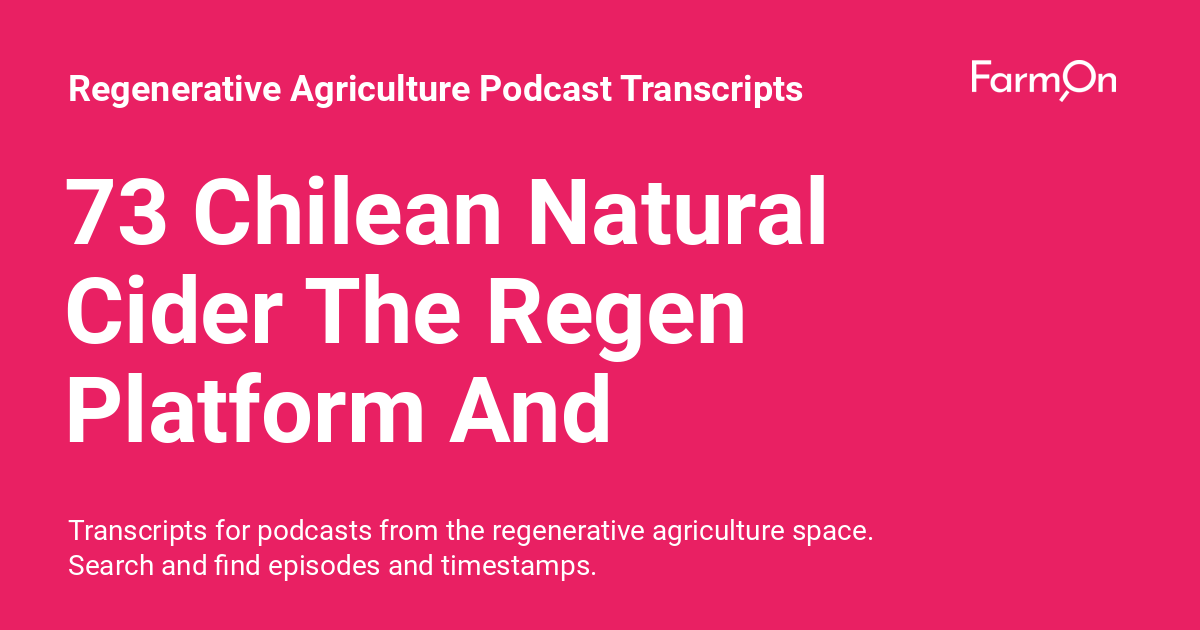 Regenerative Agriculture Podcast Transcripts
FarmOn
73 Chilean Natural
Cider The Regen
Platform And
Transcripts for podcasts from the regenerative agriculture space.
Search and find episodes and timestamps.